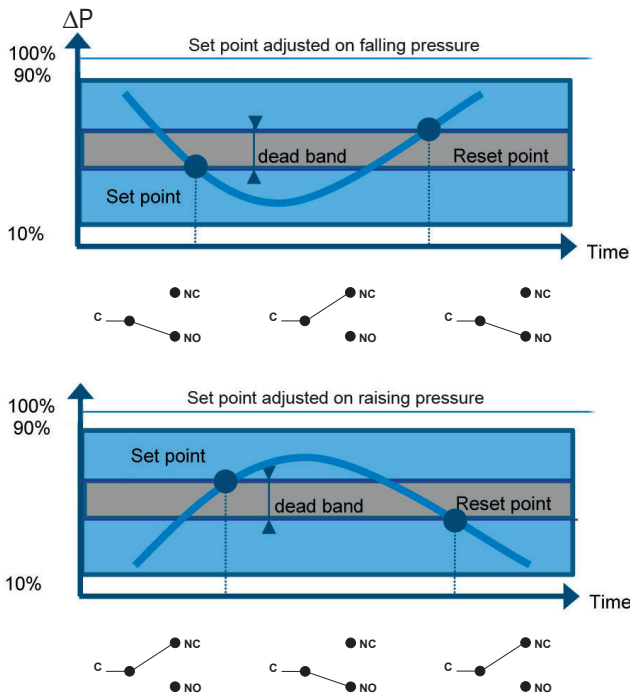 ΔP
Set point adjusted on falling pressure
100%
90%
dead band
Reset point
Set point
10%
Time
NC
C
NO
NC
C
NO
NC
C
NO
Set point adjusted on raising pressure
100%
90%
Set point
dead band
Reset point
10%
Time
NC
C
NO
NC
C
NO
NC
C
NO